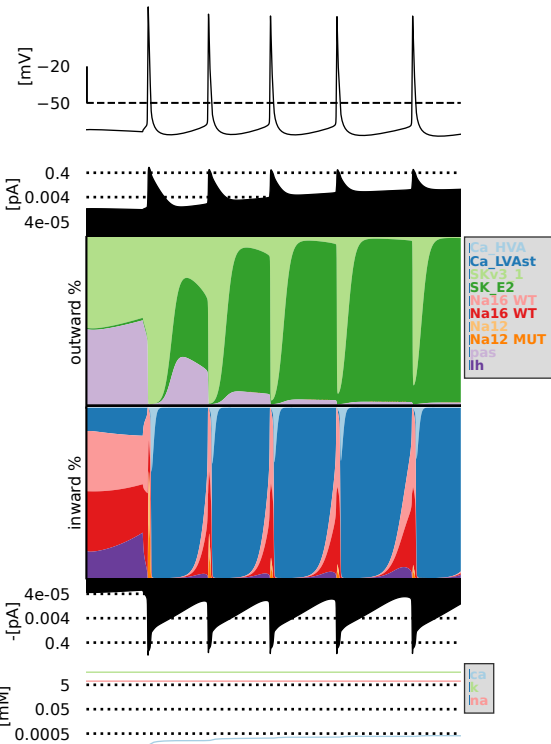 [mV]
−20
−50
[pA]
0.4
0.004
4e-05
outward %
Ca_HVA
Ca_LVAst
SKv3_1
SK_E2
Na16 WT
Na16 WT
Na12
Na12 MUT
pas
Ih
inward %
-[pA]
4e-05
0.004
0.4
[mM]
5
0.05
0.0005
ca
k
na